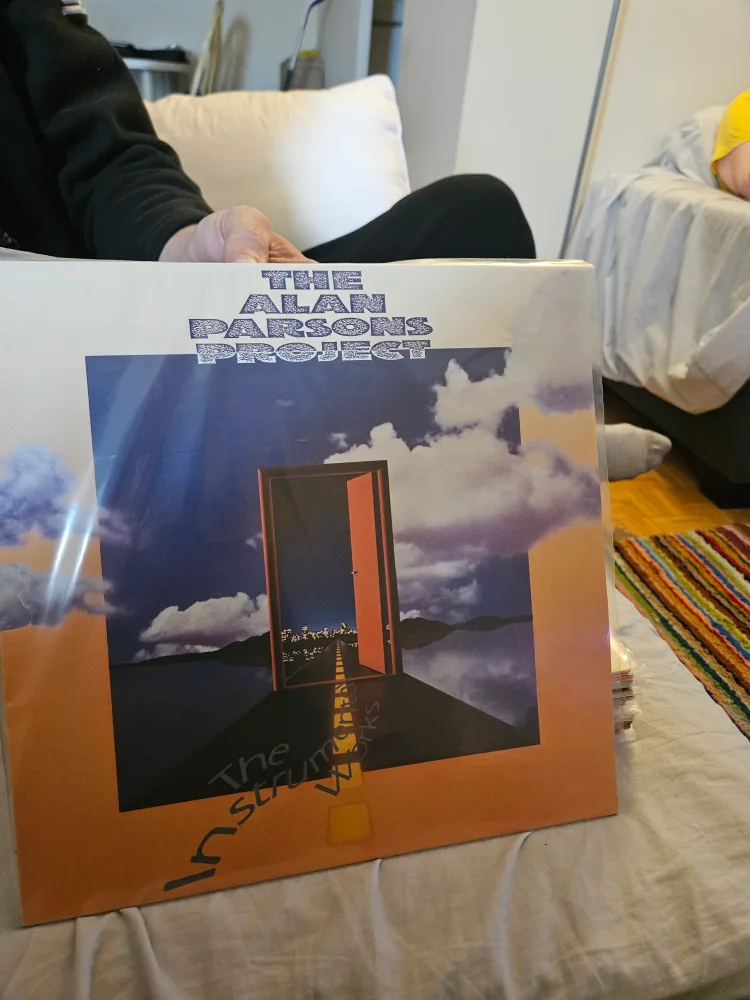 THE
ALAN
PARSONS
PROJECT
The
Instrumental
Works